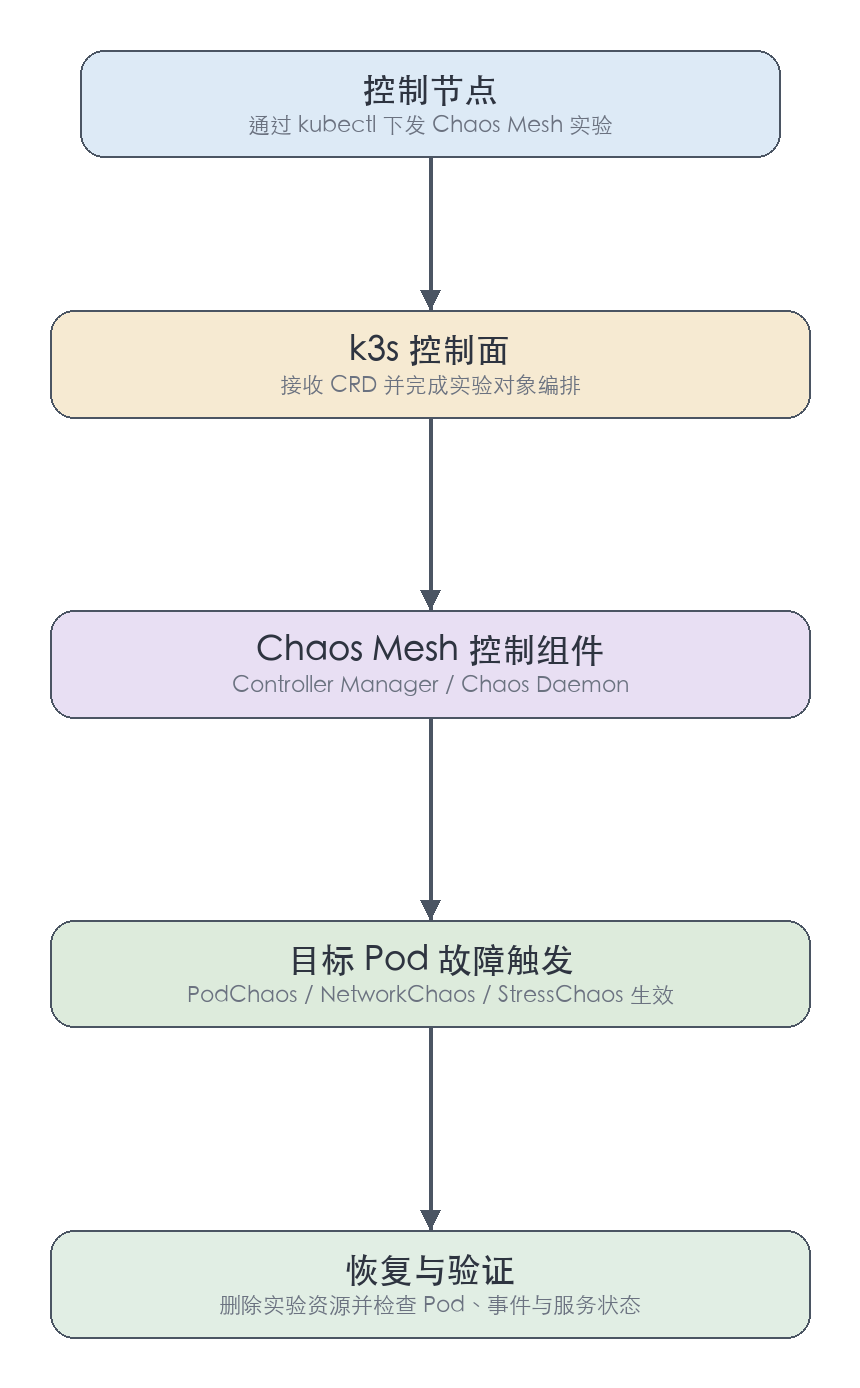 控制节点
通过 kubectl 下发 Chaos Mesh 实验
k3s 控制面
接收 CRD 并完成实验对象编排
Chaos Mesh 控制组件
Controller Manager / Chaos Daemon
目标 Pod 故障触发
PodChaos / NetworkChaos / StressChaos 生效
恢复与验证
删除实验资源并检查 Pod、事件与服务状态